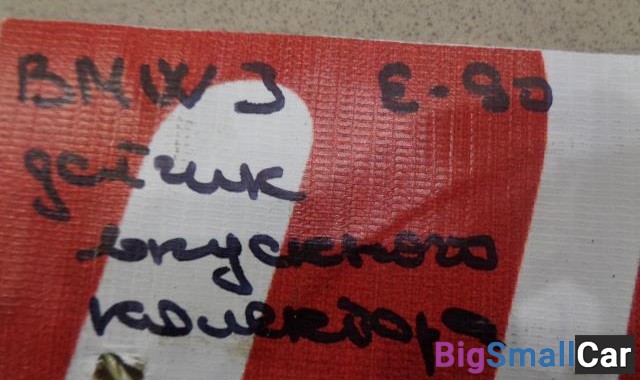 BMW 3 E-90
датчик
впускного
коллектора
BigSmallCar